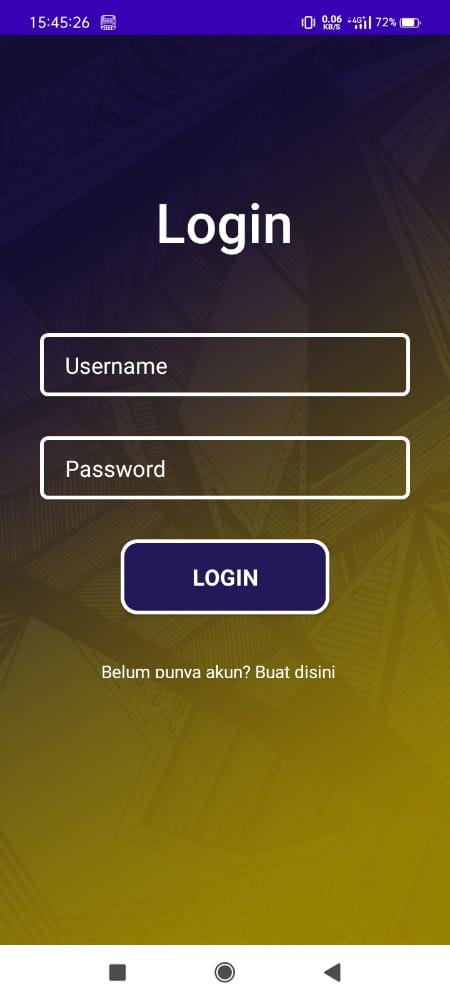 15:45:26 0.06 KB/S 4G 72%
Login
Username
Password
LOGIN
Belum punya akun? Buat disini